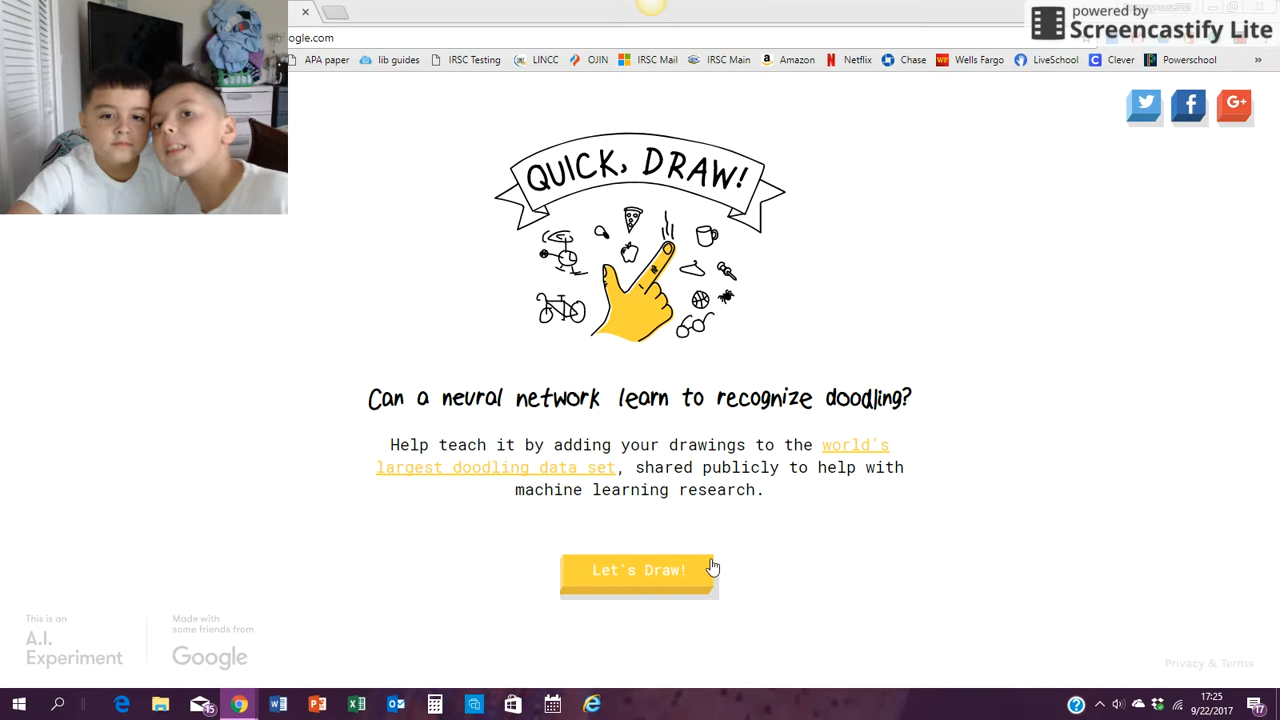 powered by
Screencastify Lite
ogle.com
APA paper lib guides IRSC Testing LINCC OJIN IRSC Mail IRSC Main Amazon Netflix Chase Wells Fargo LiveSchool Clever Powerschool »
G+
QUICK, DRAW!
Can a neural network learn to recognize doodling?
Help teach it by adding your drawings to the world's
largest doodling data set, shared publicly to help with
machine learning research.
Let's Draw!
This is an
A.I.
Experiment
Made with
some friends from
Google
Privacy & Terms
15
17:25
9/22/2017
17